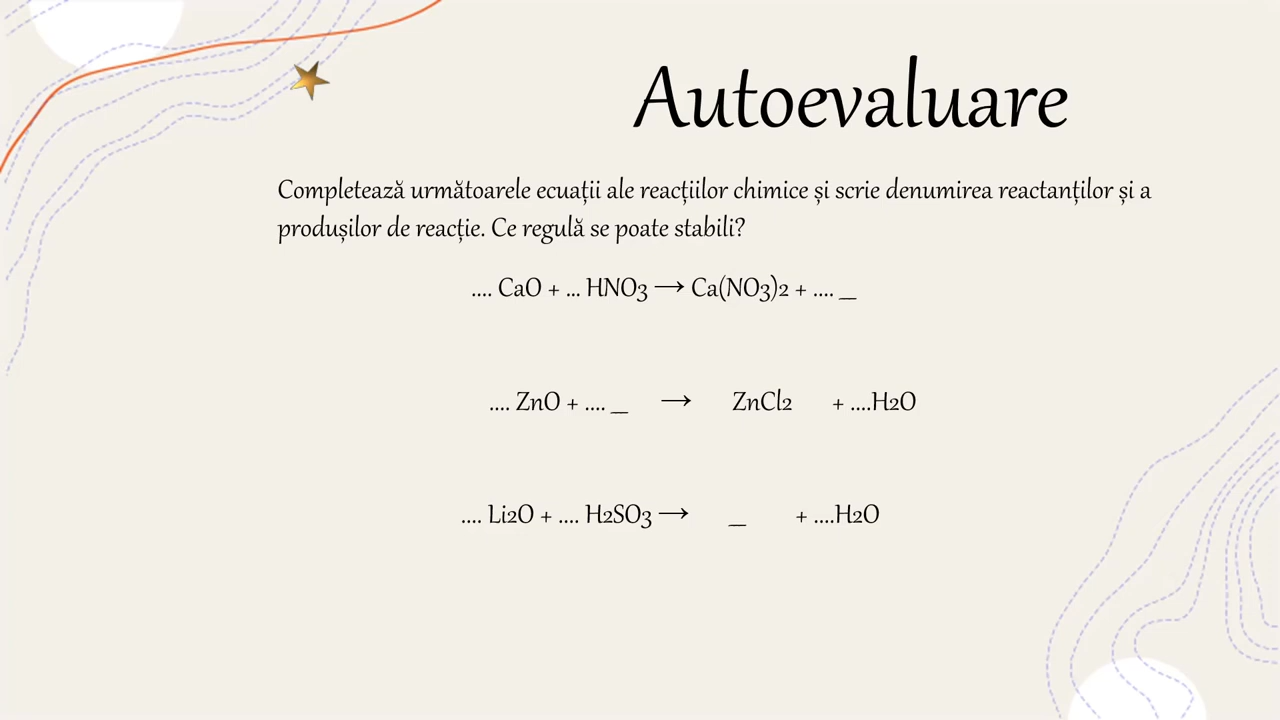 Autoevaluare
Completează următoarele ecuații ale reacțiilor chimice și scrie denumirea reactanților și a
produșilor de reacție. Ce regulă se poate stabili?
.... CaO + ... HNO3 → Ca(NO3)2 + .... _
.... ZnO + .... _ → ZnCl2 + ....H2O
.... Li2O + .... H2SO3 → _ + ....H2O